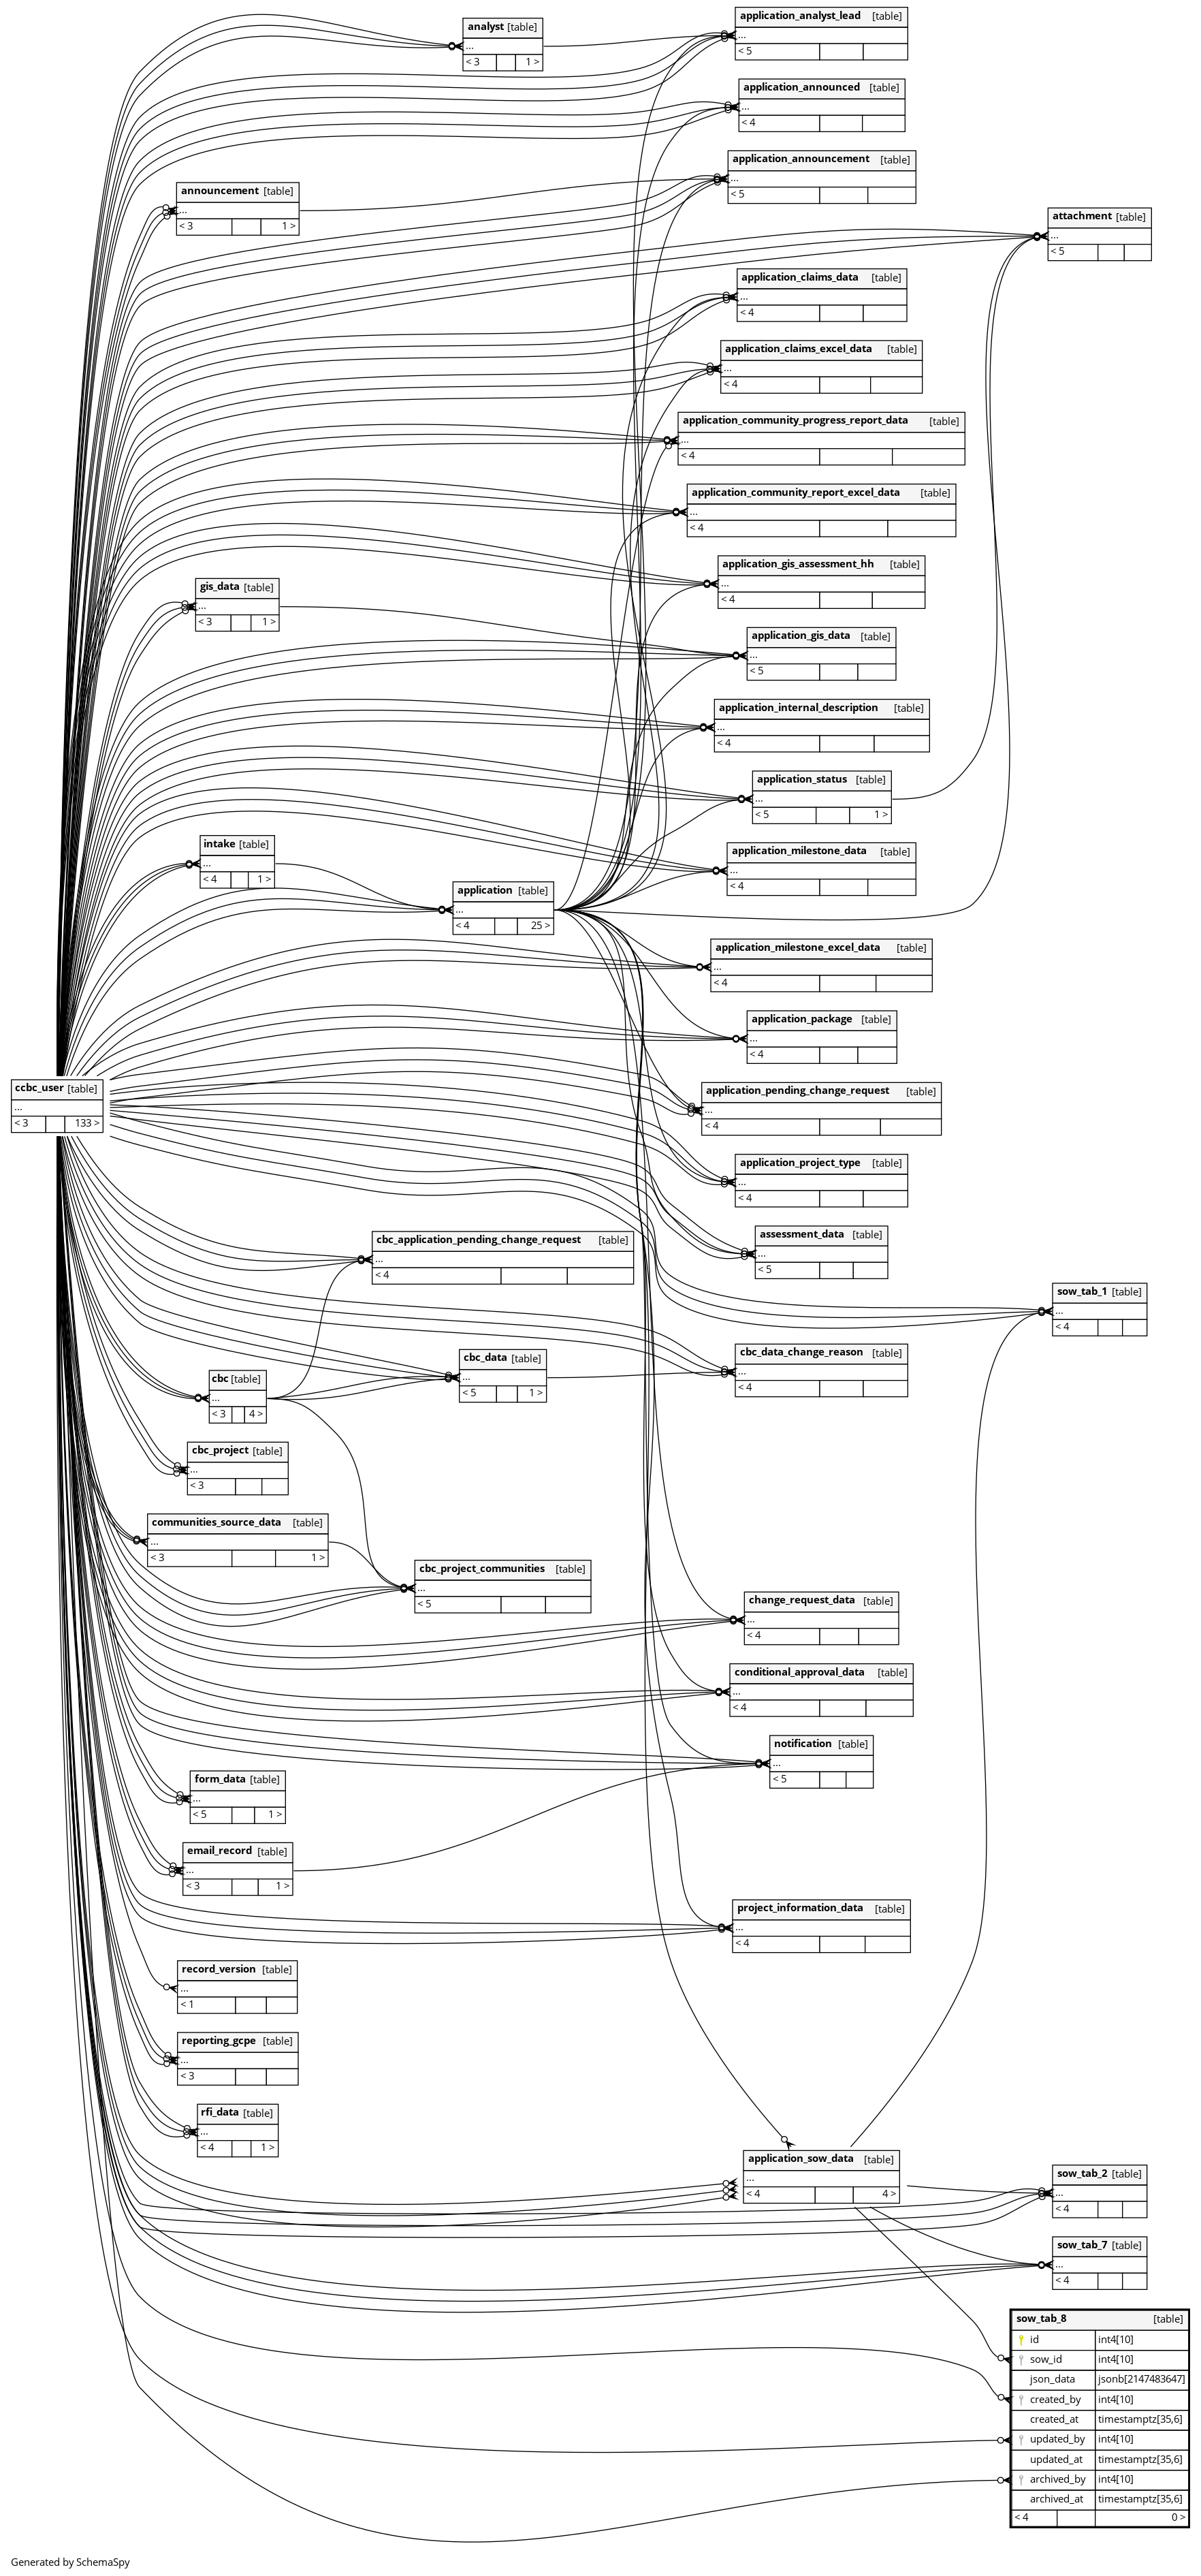 analyst [table]
...
< 3 1 >
application_analyst_lead [table]
...
< 5
application_announced [table]
...
< 4
application_announcement [table]
...
< 5
announcement [table]
...
< 3 1 >
attachment [table]
...
< 5
application_claims_data [table]
...
< 4
application_claims_excel_data [table]
...
< 4
application_community_progress_report_data [table]
...
< 4
application_community_report_excel_data [table]
...
< 4
application_gis_assessment_hh [table]
...
< 4
gis_data [table]
...
< 3 1 >
application_gis_data [table]
...
< 5
application_internal_description [table]
...
< 4
application_status [table]
...
< 5 1 >
intake [table]
...
< 4 1 >
application_milestone_data [table]
...
< 4
application [table]
...
< 4 25 >
application_milestone_excel_data [table]
...
< 4
application_package [table]
...
< 4
ccbc_user [table]
...
< 3 133 >
application_pending_change_request [table]
...
< 4
application_project_type [table]
...
< 4
assessment_data [table]
...
< 5
cbc_application_pending_change_request [table]
...
< 4
sow_tab_1 [table]
...
< 4
cbc_data_change_reason [table]
...
< 4
cbc_data [table]
...
< 5 1 >
cbc [table]
...
< 3 4 >
cbc_project [table]
...
< 3
communities_source_data [table]
...
< 3 1 >
cbc_project_communities [table]
...
< 5
change_request_data [table]
...
< 4
conditional_approval_data [table]
...
< 4
notification [table]
...
< 5
form_data [table]
...
< 5 1 >
email_record [table]
...
< 3 1 >
project_information_data [table]
...
< 4
record_version [table]
...
< 1
reporting_gcpe [table]
...
< 3
rfi_data [table]
...
< 4 1 >
application_sow_data [table]
...
< 4 4 >
sow_tab_2 [table]
...
< 4
sow_tab_7 [table]
...
< 4
sow_tab_8 [table]
id int4[10]
sow_id int4[10]
json_data jsonb[2147483647]
created_by int4[10]
created_at timestamptz[35,6]
updated_by int4[10]
updated_at timestamptz[35,6]
archived_by int4[10]
archived_at timestamptz[35,6]
< 4 0 >
Generated by SchemaSpy